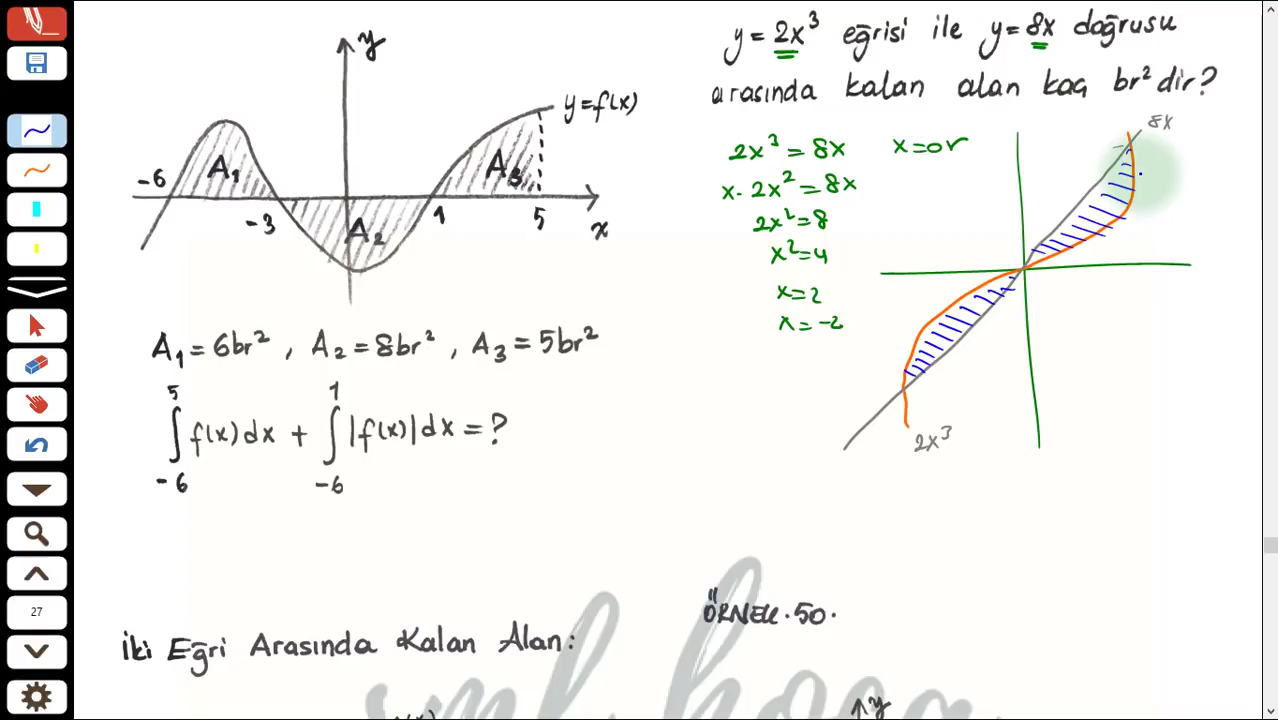 y
y=f(x)
A₁
A₂
A₃
-6
-3
1
5
x
A₁=6br² , A₂=8br² , A₃=5br²
5
∫ f(x)dx + ∫ |f(x)|dx = ?
1
-6
-6
İki Eğri Arasında Kalan Alan:
y=2x³ eğrisi ile y=8x doğrusu
arasında kalan alan kaç br² dir?
2x³=8x x=0 r
x·2x²=8x
2x²=8
x²=4
x=2
x=-2
8x
2x³
ÖRNEK·50·
y
27